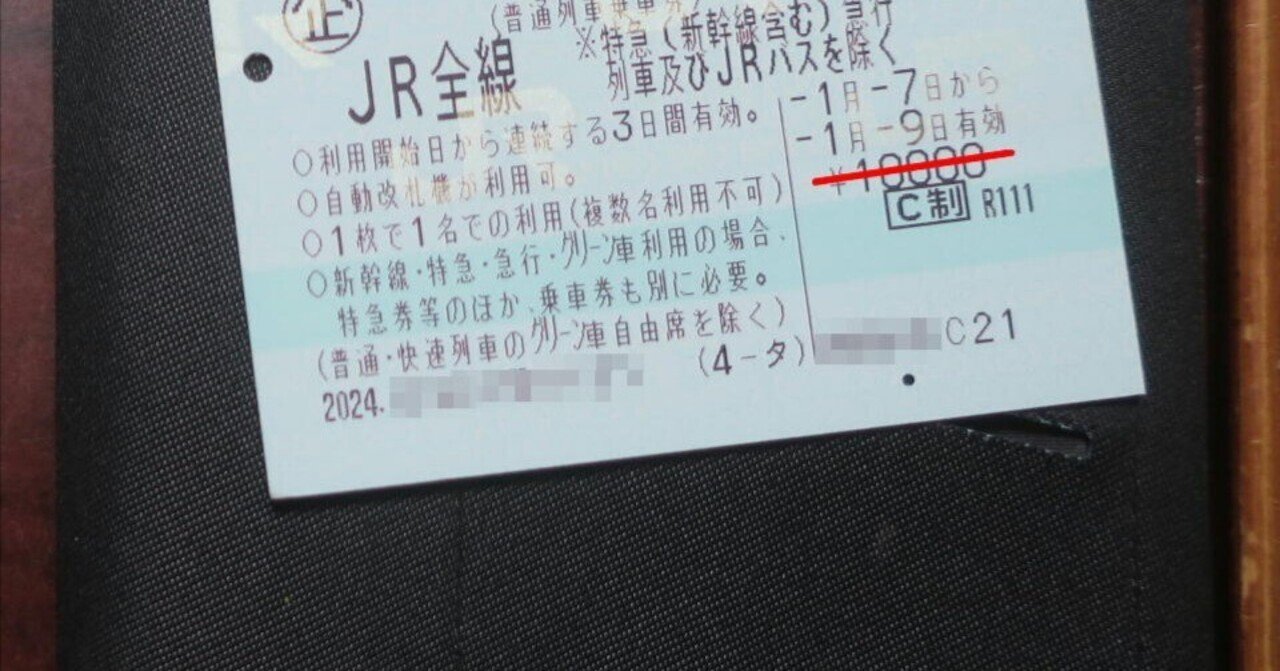 企
(普通列車乗車券)
※特急(新幹線含む)急行
JR全線
列車及びJRバスを除く
-1月-7日から
○利用開始日から連続する3日間有効。
-1月-9日有効
○自動改札機が利用可。
¥10000
○1枚で1名での利用(複数名利用不可)
C制 R111
○新幹線・特急・急行・グリーン車利用の場合、
特急券等のほか、乗車券も別に必要。
(普通・快速列車のグリーン車自由席を除く)
2024.
(4-タ)
C21